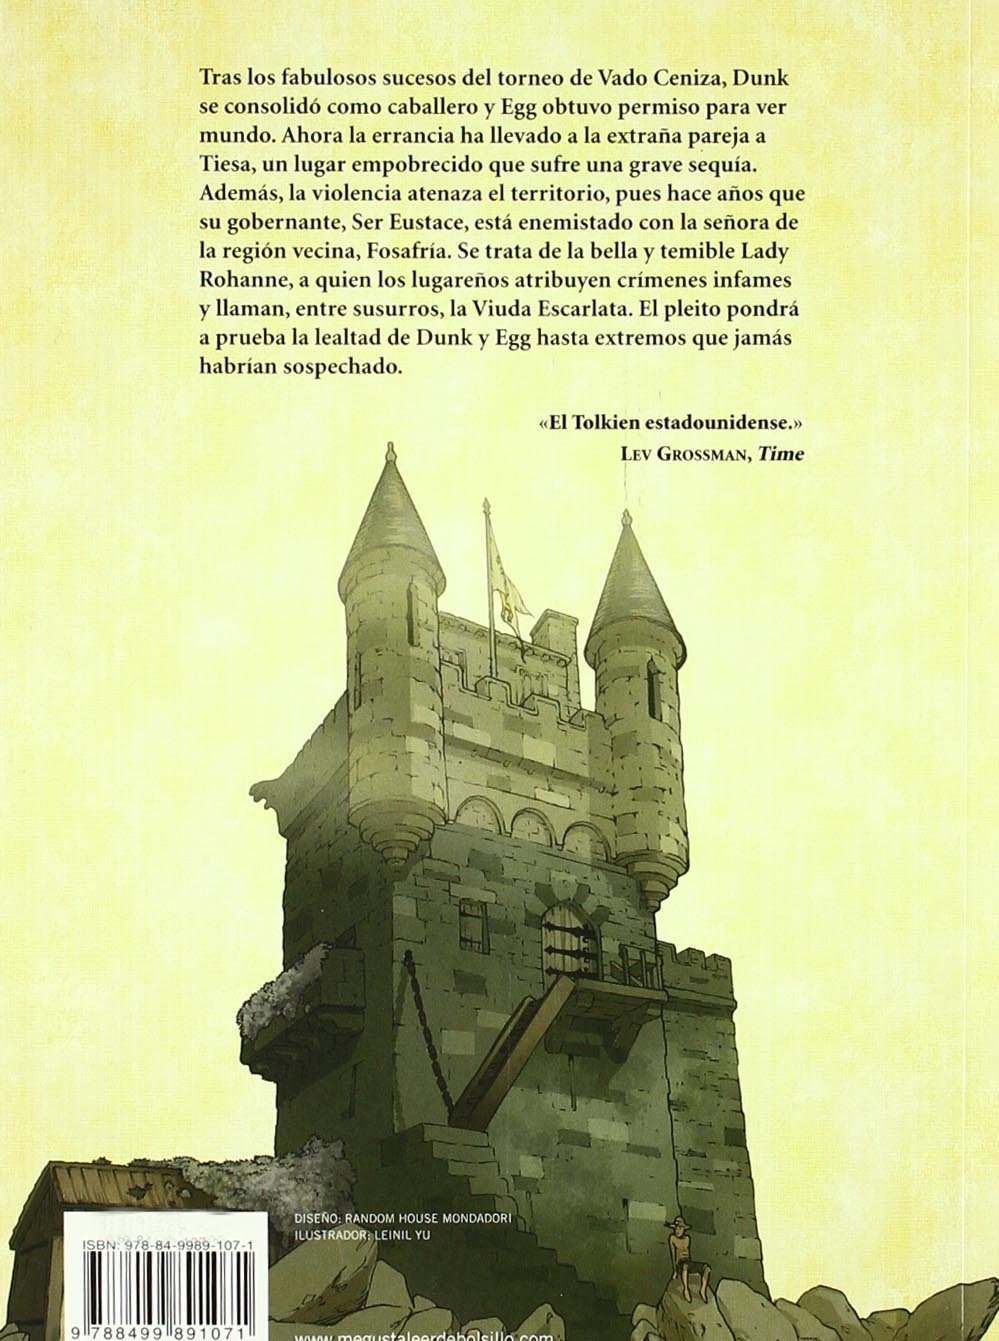 Tras los fabulosos sucesos del torneo de Vado Ceniza, Dunk
se consolidó como caballero y Egg obtuvo permiso para ver
mundo. Ahora la errancia ha llevado a la extraña pareja a
Tiesa, un lugar empobrecido que sufre una grave sequía.
Además, la violencia atenaza el territorio, pues hace años que
su gobernante, Ser Eustace, está enemistado con la señora de
la región vecina, Fosafría. Se trata de la bella y temible Lady
Rohanne, a quien los lugareños atribuyen crímenes infames
y llaman, entre susurros, la Viuda Escarlata. El pleito pondrá
a prueba la lealtad de Dunk y Egg hasta extremos que jamás
habrían sospechado.
«El Tolkien estadounidense.»
LEV GROSSMAN, Time
DISEÑO: RANDOM HOUSE MONDADORI
ILUSTRADOR: LEINIL YU
ISBN: 978-84-9989-107-1
9 788499 891071
www.megustaleerdebolsillo.com